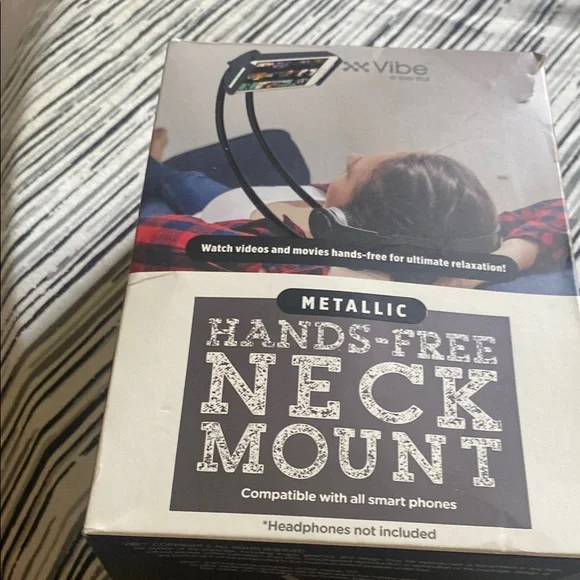 Vibe
Watch videos and movies hands-free for ultimate relaxation!
METALLIC
HANDS-FREE
NECK
MOUNT
Compatible with all smart phones
*Headphones not included